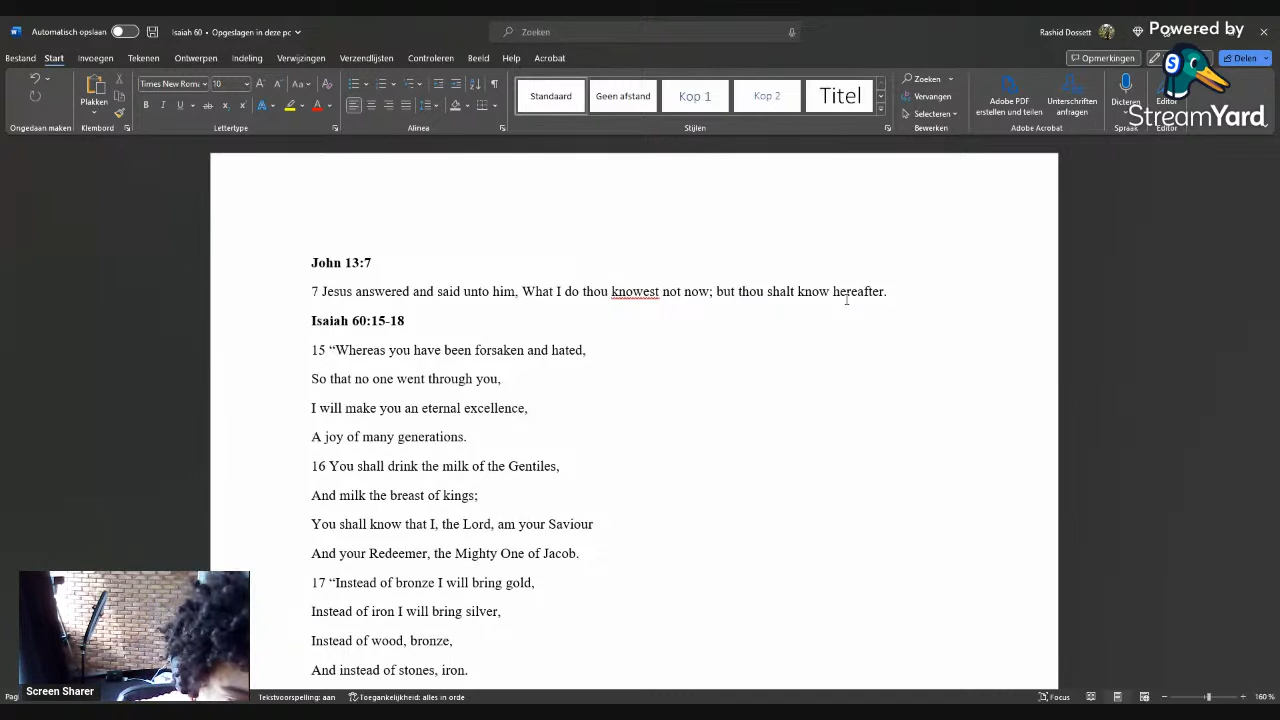 Automatisch opslaan
Isaiah 60 • Opgeslagen in deze pc
Zoeken
Rashid Dossett
Powered by
Bestand Start Invoegen Tekenen Ontwerpen Indeling Verwijzingen Verzendlijsten Controleren Beeld Help Acrobat
Opmerkingen
Delen
Times New Rom
10
Plakken
Standaard
Geen afstand
Kop 1
Kop 2
Titel
Zoeken
Vervangen
Selecteren
Adobe PDF
erstellen und teilen
Unterschriften
anfragen
Dicteren
StreamYard
Ongedaan maken
Klembord
Lettertype
Alinea
Stijlen
Bewerken
Adobe Acrobat
Spraak
Editor
John 13:7
7 Jesus answered and said unto him, What I do thou knowest not now; but thou shalt know hereafter.
Isaiah 60:15-18
15 “Whereas you have been forsaken and hated,
So that no one went through you,
I will make you an eternal excellence,
A joy of many generations.
16 You shall drink the milk of the Gentiles,
And milk the breast of kings;
You shall know that I, the Lord, am your Saviour
And your Redeemer, the Mighty One of Jacob.
17 “Instead of bronze I will bring gold,
Instead of iron I will bring silver,
Instead of wood, bronze,
And instead of stones, iron.
Screen Sharer
Tekstvoorspelling: aan
Toegankelijkheid: alles in orde
Focus
160 %